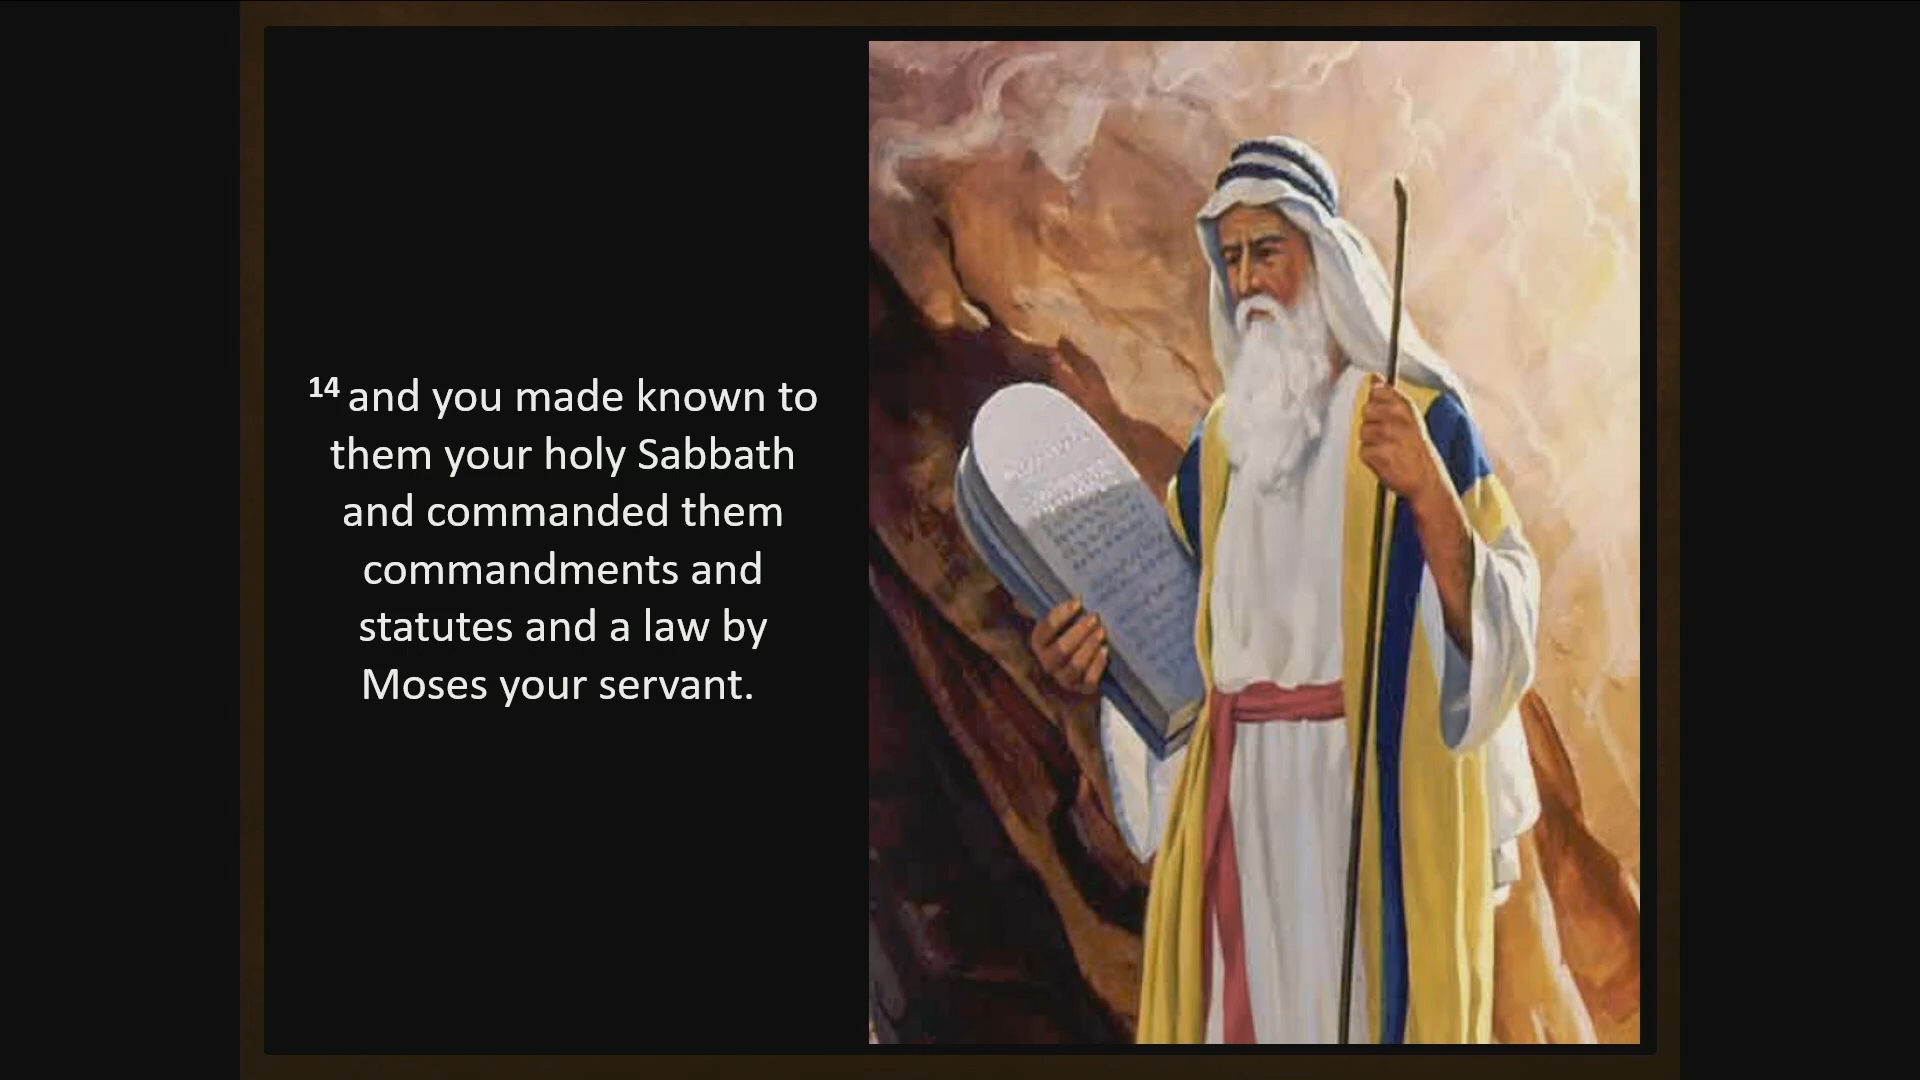 14 and you made known to
them your holy Sabbath
and commanded them
commandments and
statutes and a law by
Moses your servant.